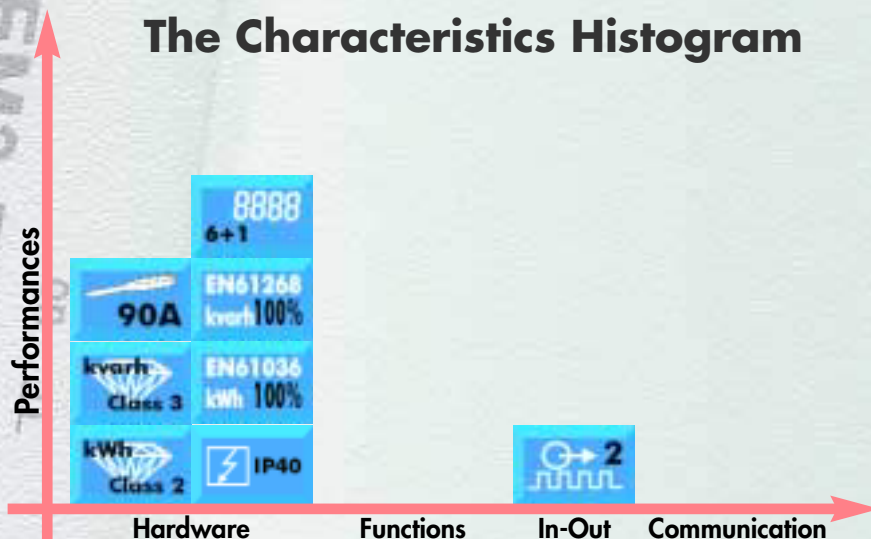 The Characteristics Histogram
Performances
8888
6+1
90A
EN61268
kvarh 100%
kvarh
Class 3
EN61036
kWh 100%
kWh
Class 2
IP40
2
Hardware
Functions
In-Out
Communication